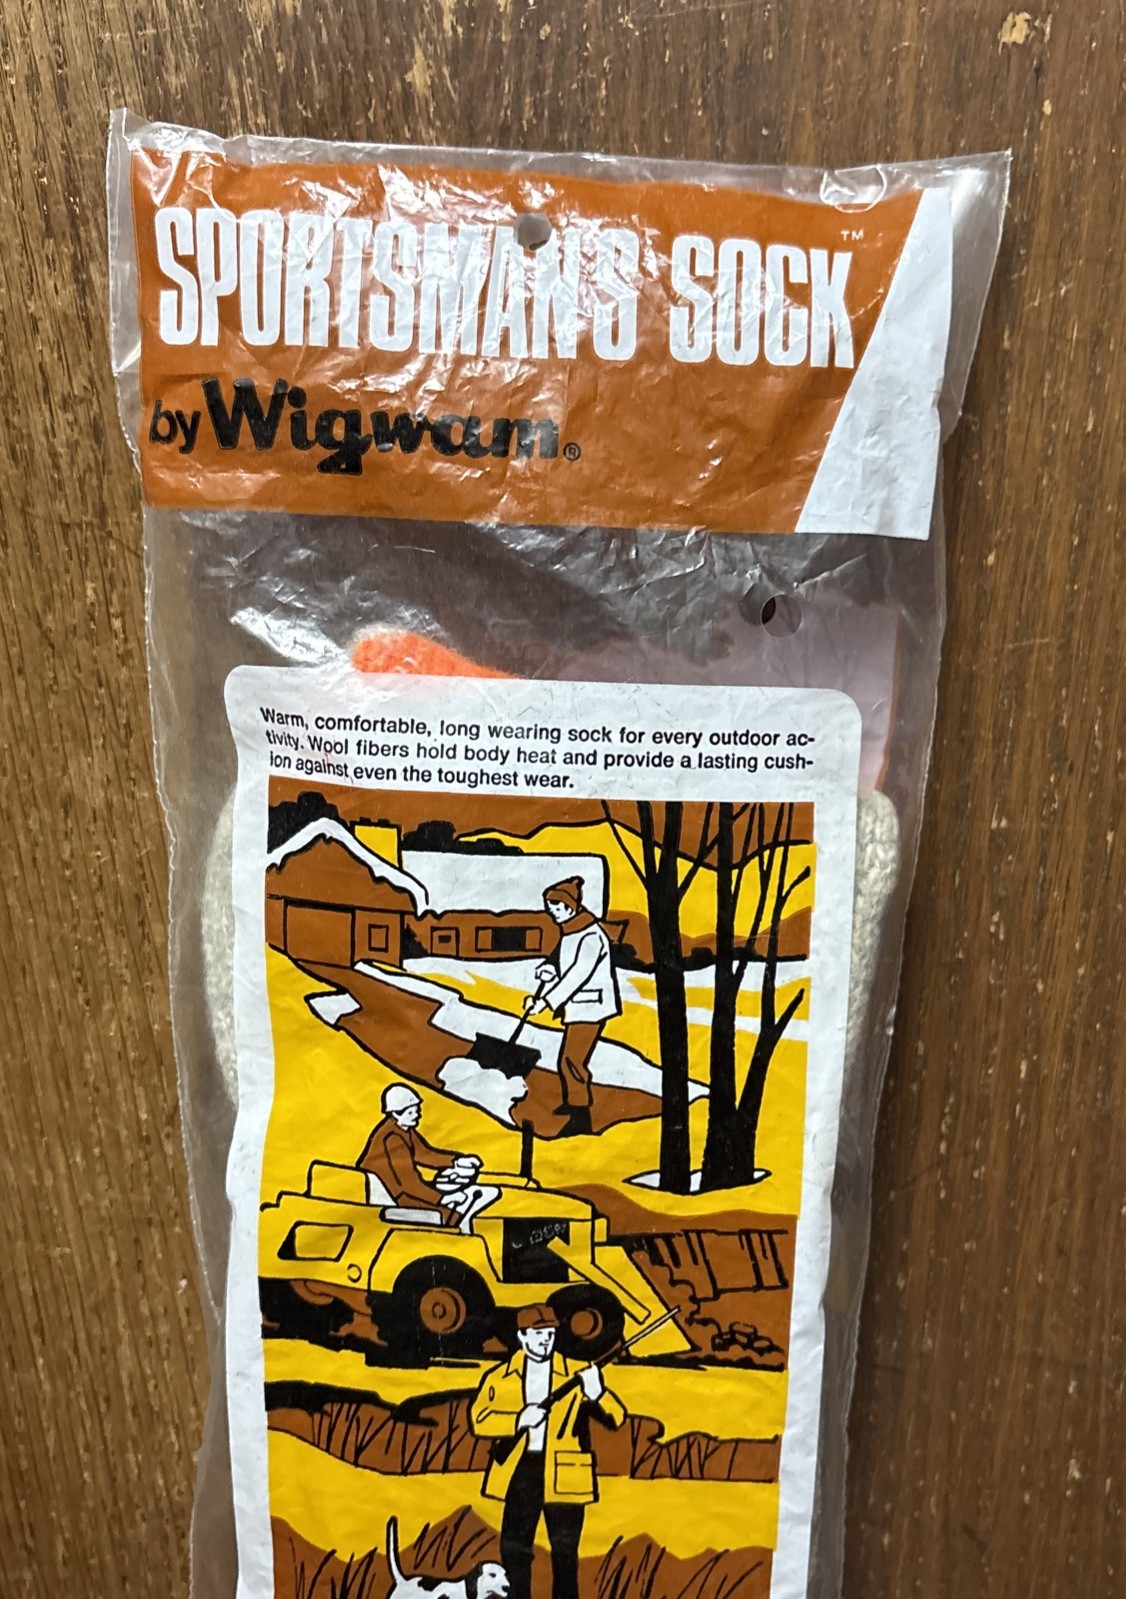 SPORTSMAN'S SOCK™
by Wigwam®
Warm, comfortable, long wearing sock for every outdoor ac-
tivity. Wool fibers hold body heat and provide a lasting cush-
ion against even the toughest wear.